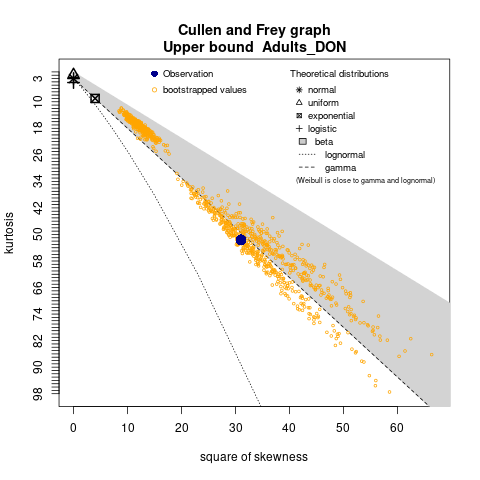 Cullen and Frey graph
Upper bound  Adults_DON
Observation
bootstrapped values
Theoretical distributions
normal
uniform
exponential
logistic
beta
lognormal
gamma
(Weibull is close to gamma and lognormal)
kurtosis
3
10
18
26
34
42
50
58
66
74
82
90
98
0
10
20
30
40
50
60
square of skewness